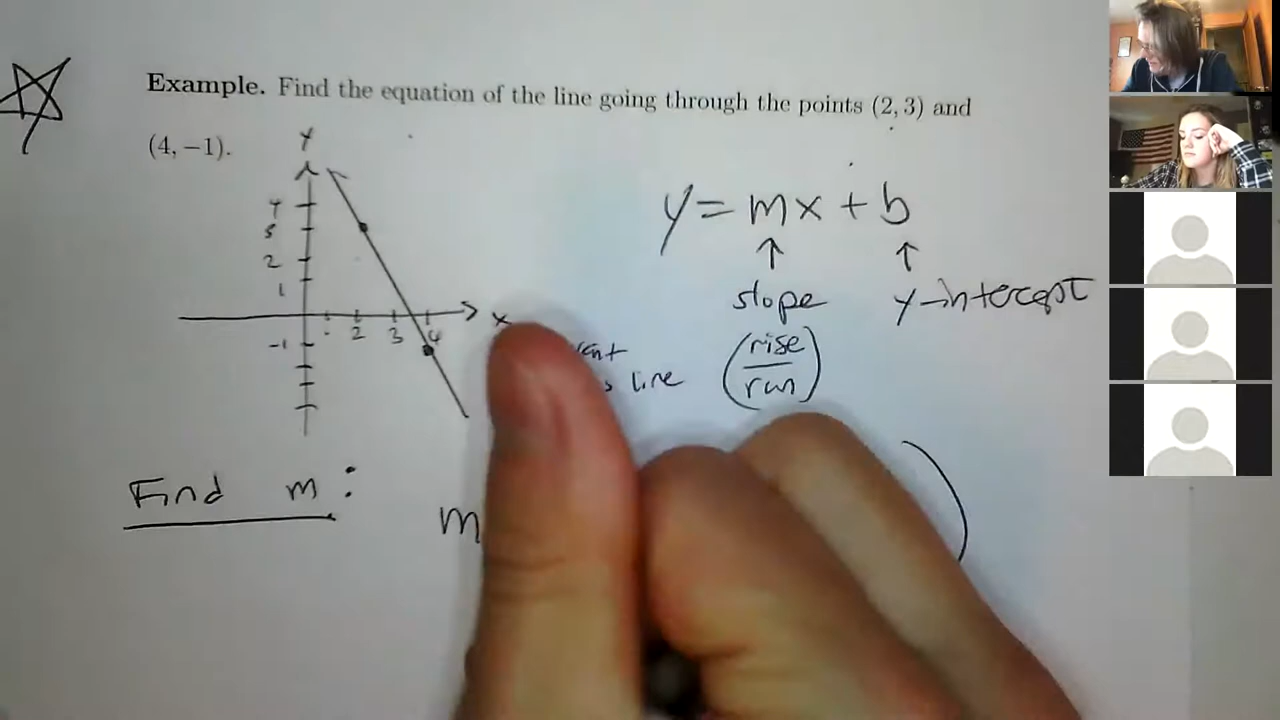 Example. Find the equation of the line going through the points (2, 3) and
(4, −1).
Y
4
3
2
1
-1
2 3 4
x
y = mx + b
slope
y-intercept
(rise/run)
line
Find m:
m